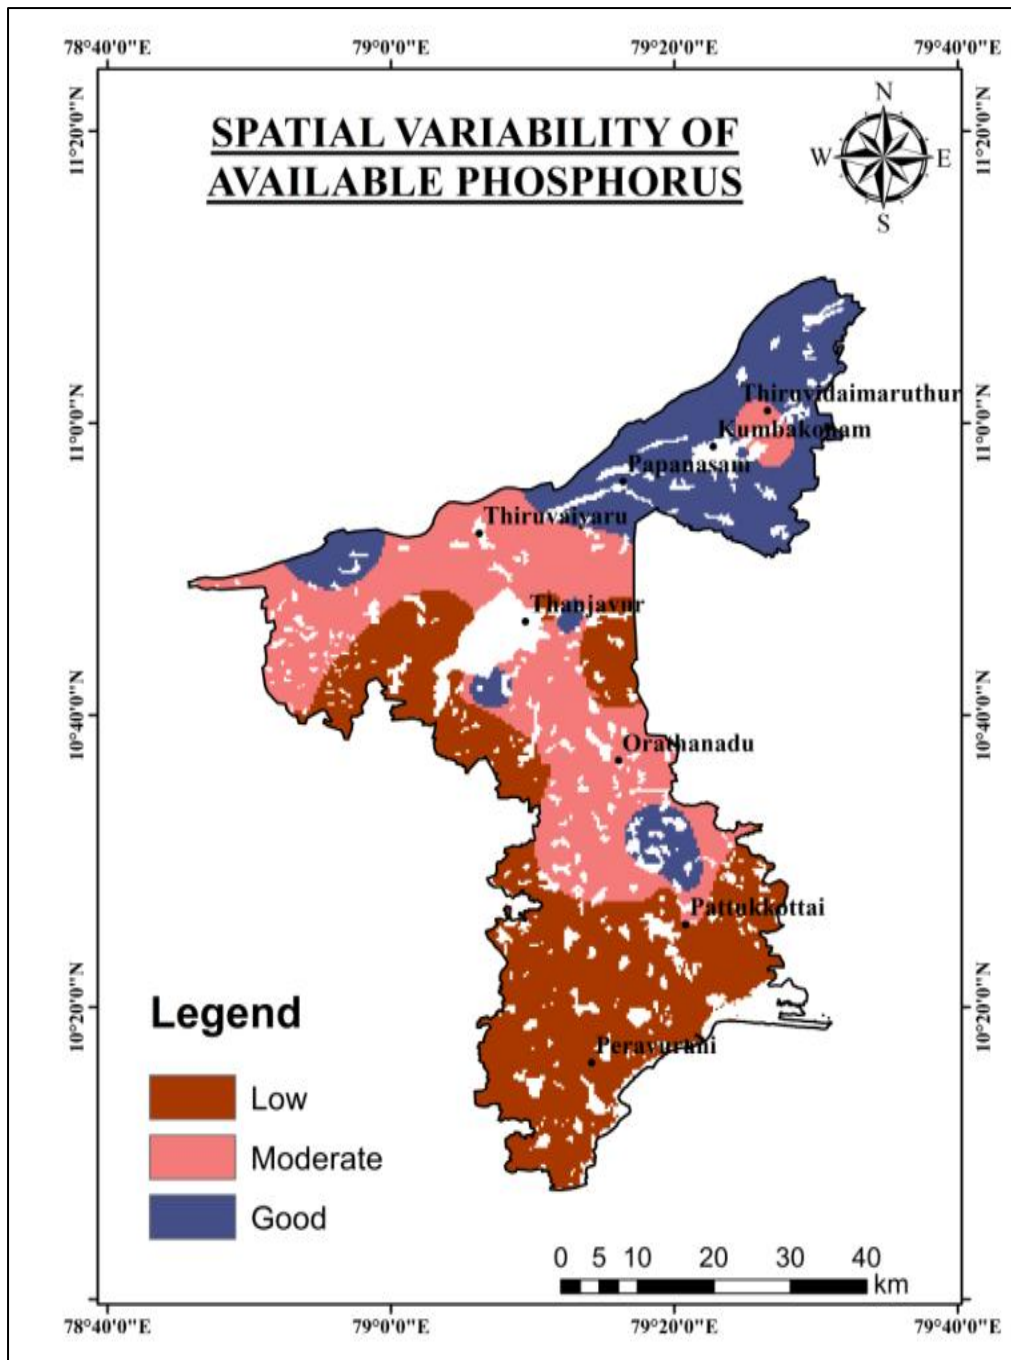 78°40'0"E 79°0'0"E 79°20'0"E 79°40'0"E
SPATIAL VARIABILITY OF
AVAILABLE PHOSPHORUS
N
W E
S
11°20'0"N 11°20'0"N
Thiruvidaimaruthur
11°0'0"N 11°0'0"N
Kumbakonam
Papanasam
Thiruvaiyaru
Thanjavur
10°40'0"N 10°40'0"N
Orathanadu
Pattukkottai
10°20'0"N 10°20'0"N
Legend
Peravurani
Low
Moderate
Good
0 5 10 20 30 40
km
78°40'0"E 79°0'0"E 79°20'0"E 79°40'0"E